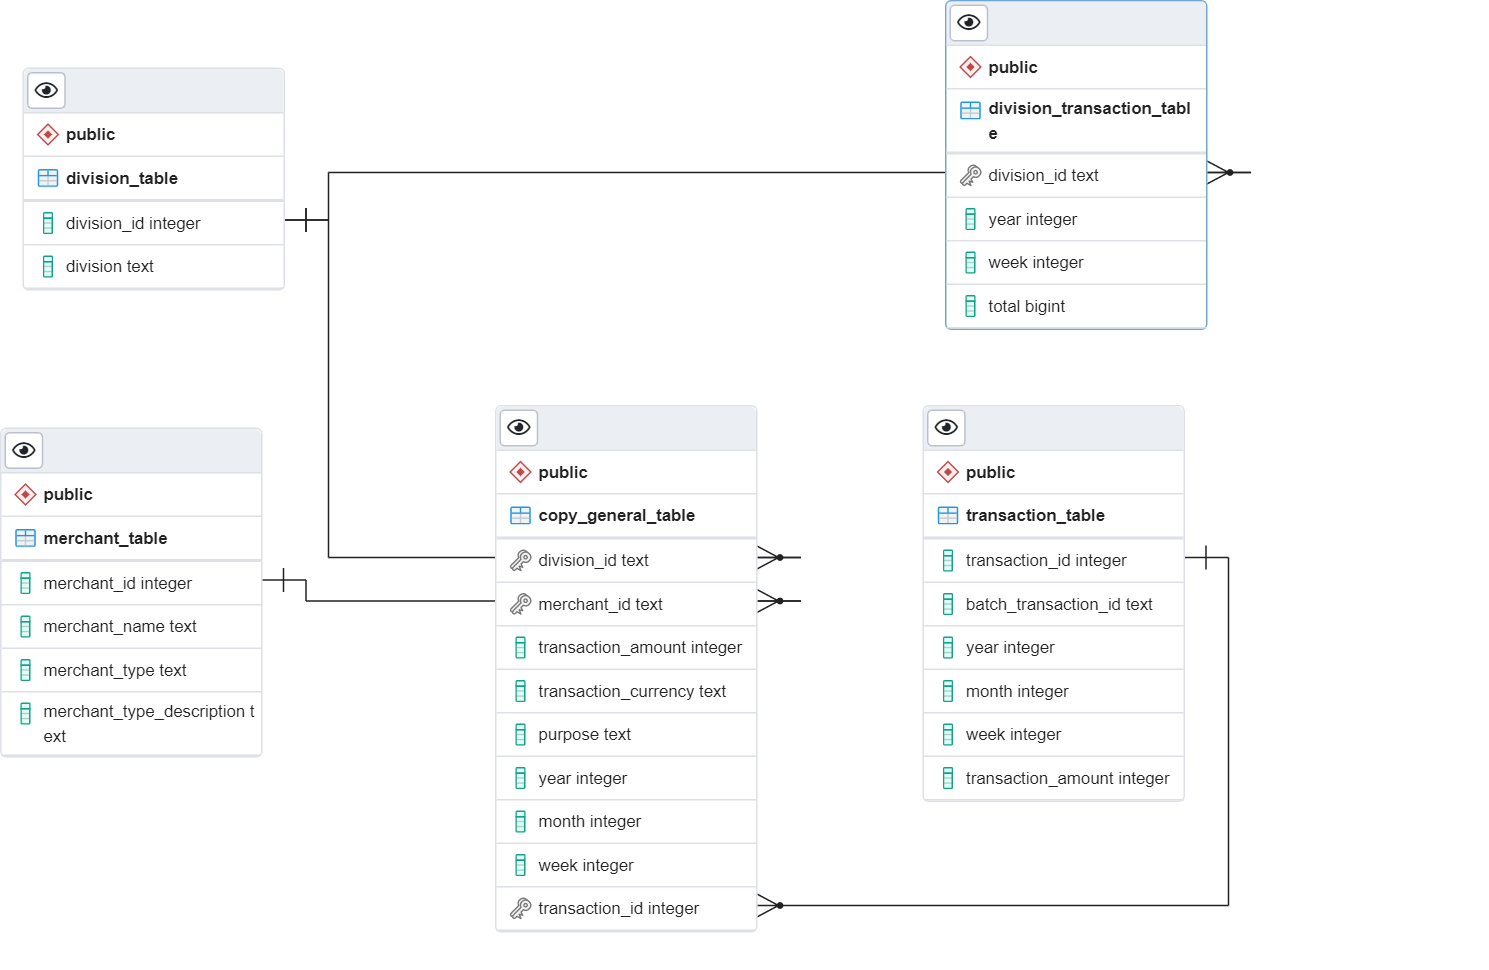 public
division_table
division_id integer
division text
public
division_transaction_tabl
e
division_id text
year integer
week integer
total bigint
public
merchant_table
merchant_id integer
merchant_name text
merchant_type text
merchant_type_description t
ext
public
copy_general_table
division_id text
merchant_id text
transaction_amount integer
transaction_currency text
purpose text
year integer
month integer
week integer
transaction_id integer
public
transaction_table
transaction_id integer
batch_transaction_id text
year integer
month integer
week integer
transaction_amount integer